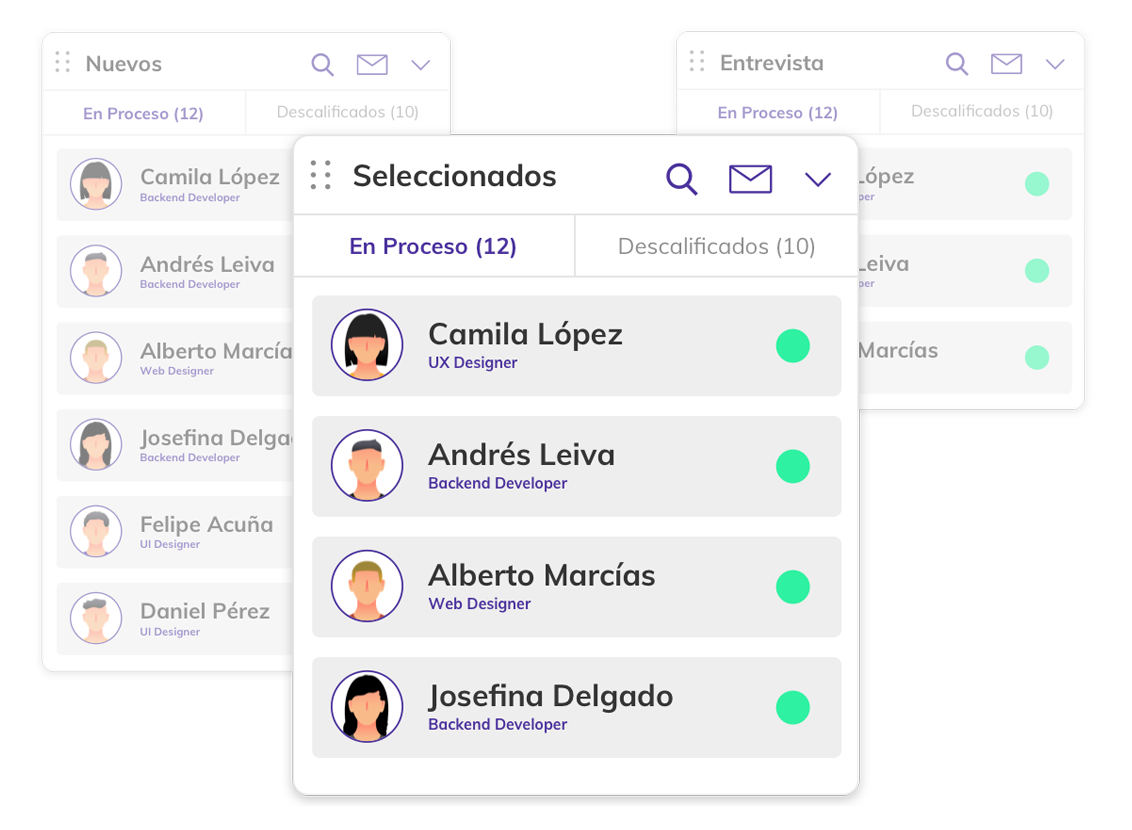 Nuevos
En Proceso (12)
Descalificados (10)
Camila López
Backend Developer
Andrés Leiva
Backend Developer
Alberto Marcía
Web Designer
Josefina Delga
Backend Developer
Felipe Acuña
UI Designer
Daniel Pérez
UI Designer
Seleccionados
En Proceso (12)
Descalificados (10)
Camila López
UX Designer
Andrés Leiva
Backend Developer
Alberto Marcías
Web Designer
Josefina Delgado
Backend Developer
Entrevista
En Proceso (12)
Descalificados (10)
López
per
Leiva
per
Marcías